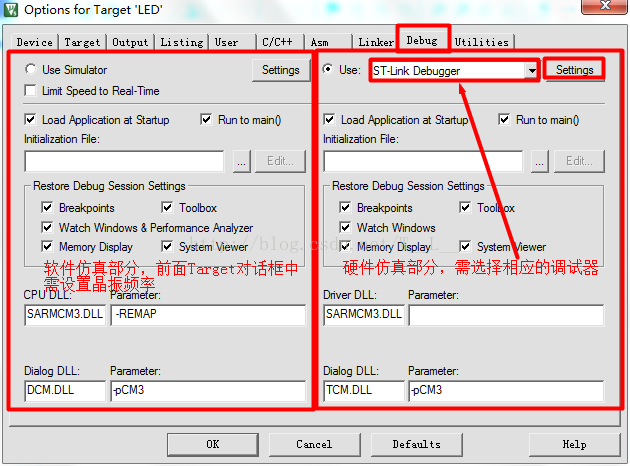 Options for Target 'LED'
Device Target Output Listing User C/C++ Asm Linker Debug Utilities
Use Simulator Settings
Limit Speed to Real-Time
Load Application at Startup Run to main()
Initialization File:
... Edit...
Restore Debug Session Settings
Breakpoints Toolbox
Watch Windows & Performance Analyzer
Memory Display System Viewer
软件仿真部分，前面Target对话框中
需设置晶振频率
CPU DLL: Parameter:
SARMCM3.DLL -REMAP
Dialog DLL: Parameter:
DCM.DLL -pCM3
Use: ST-Link Debugger Settings
Load Application at Startup Run to main()
Initialization File:
... Edit...
Restore Debug Session Settings
Breakpoints Toolbox
Watch Windows
Memory Display System Viewer
硬件仿真部分，需选择相应的调试器
Driver DLL: Parameter:
SARMCM3.DLL
Dialog DLL: Parameter:
TCM.DLL -pCM3
OK Cancel Defaults Help